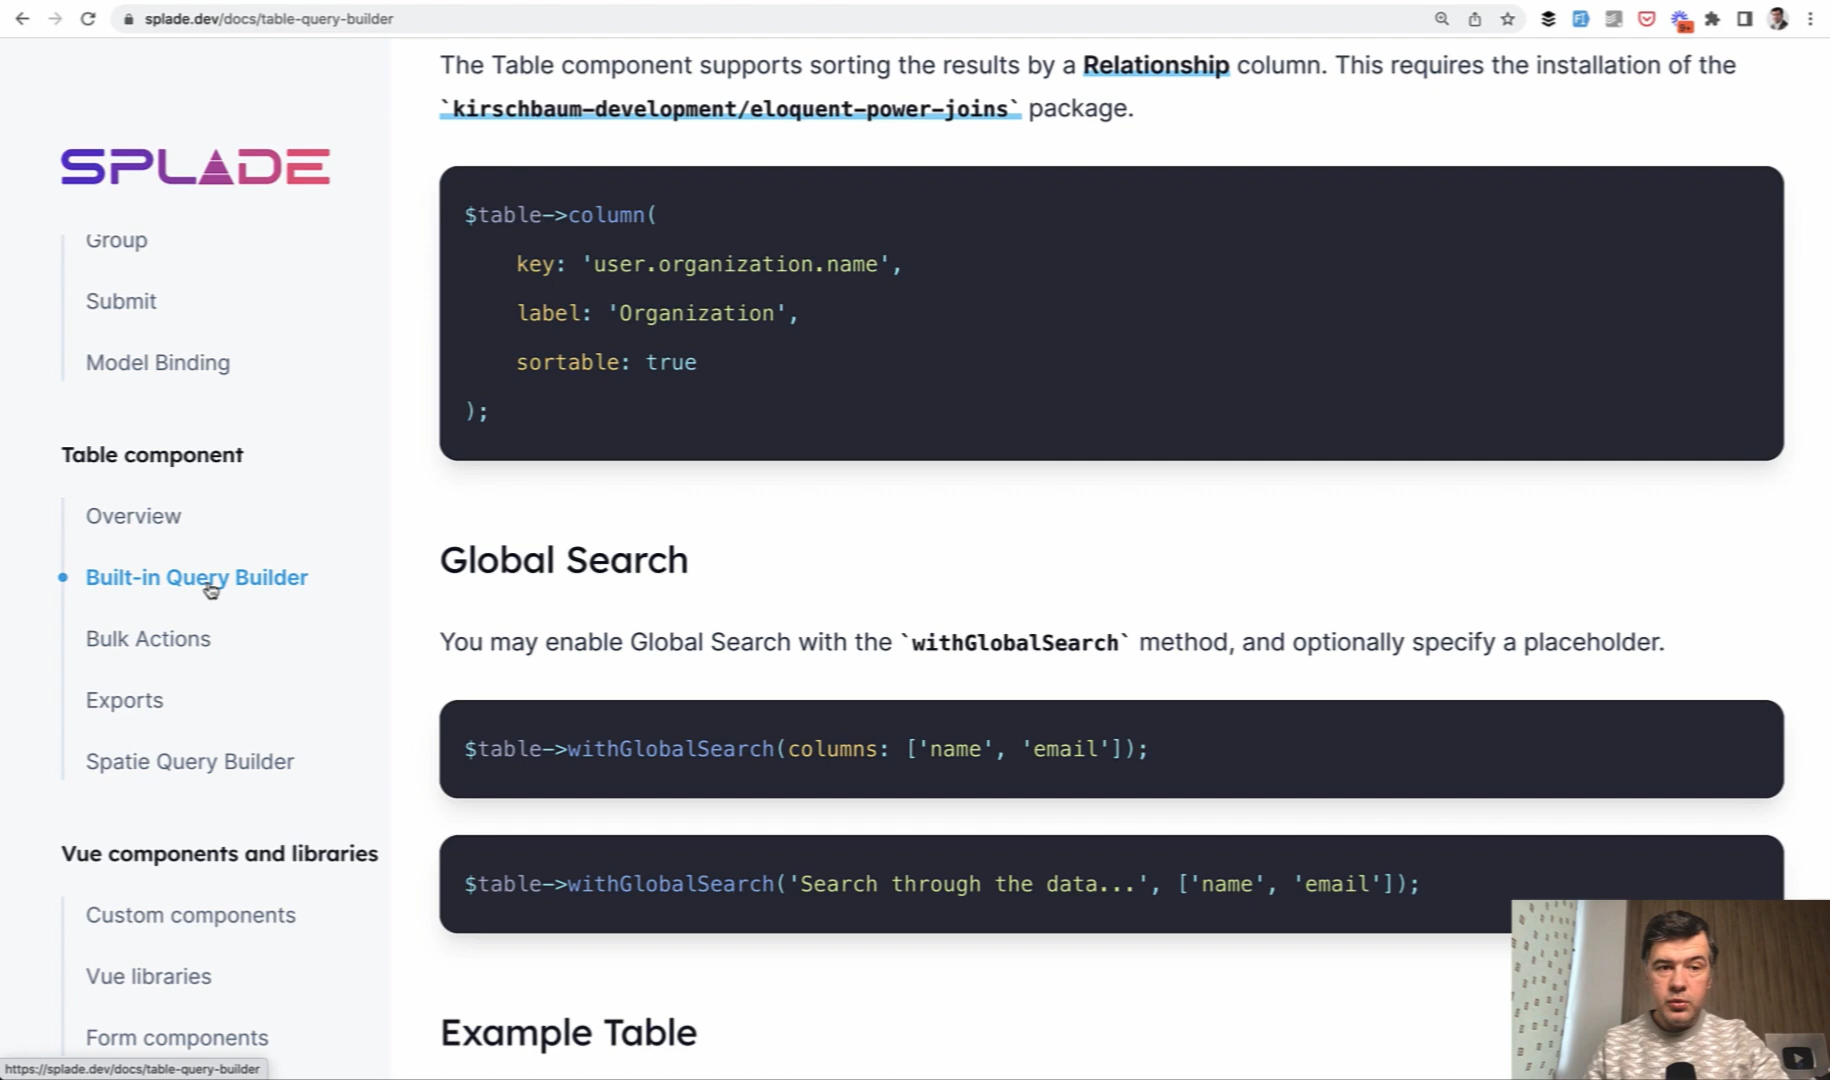 splade.dev/docs/table-query-builder
9+
SPLADE
Group
Submit
Model Binding
Table component
Overview
Built-in Query Builder
Bulk Actions
Exports
Spatie Query Builder
Vue components and libraries
Custom components
Vue libraries
Form components
https://splade.dev/docs/table-query-builder
The Table component supports sorting the results by a Relationship column. This requires the installation of the
`kirschbaum-development/eloquent-power-joins` package.
$table->column(
key: 'user.organization.name',
label: 'Organization',
sortable: true
);
Global Search
You may enable Global Search with the `withGlobalSearch` method, and optionally specify a placeholder.
$table->withGlobalSearch(columns: ['name', 'email']);
$table->withGlobalSearch('Search through the data...', ['name', 'email']);
Example Table